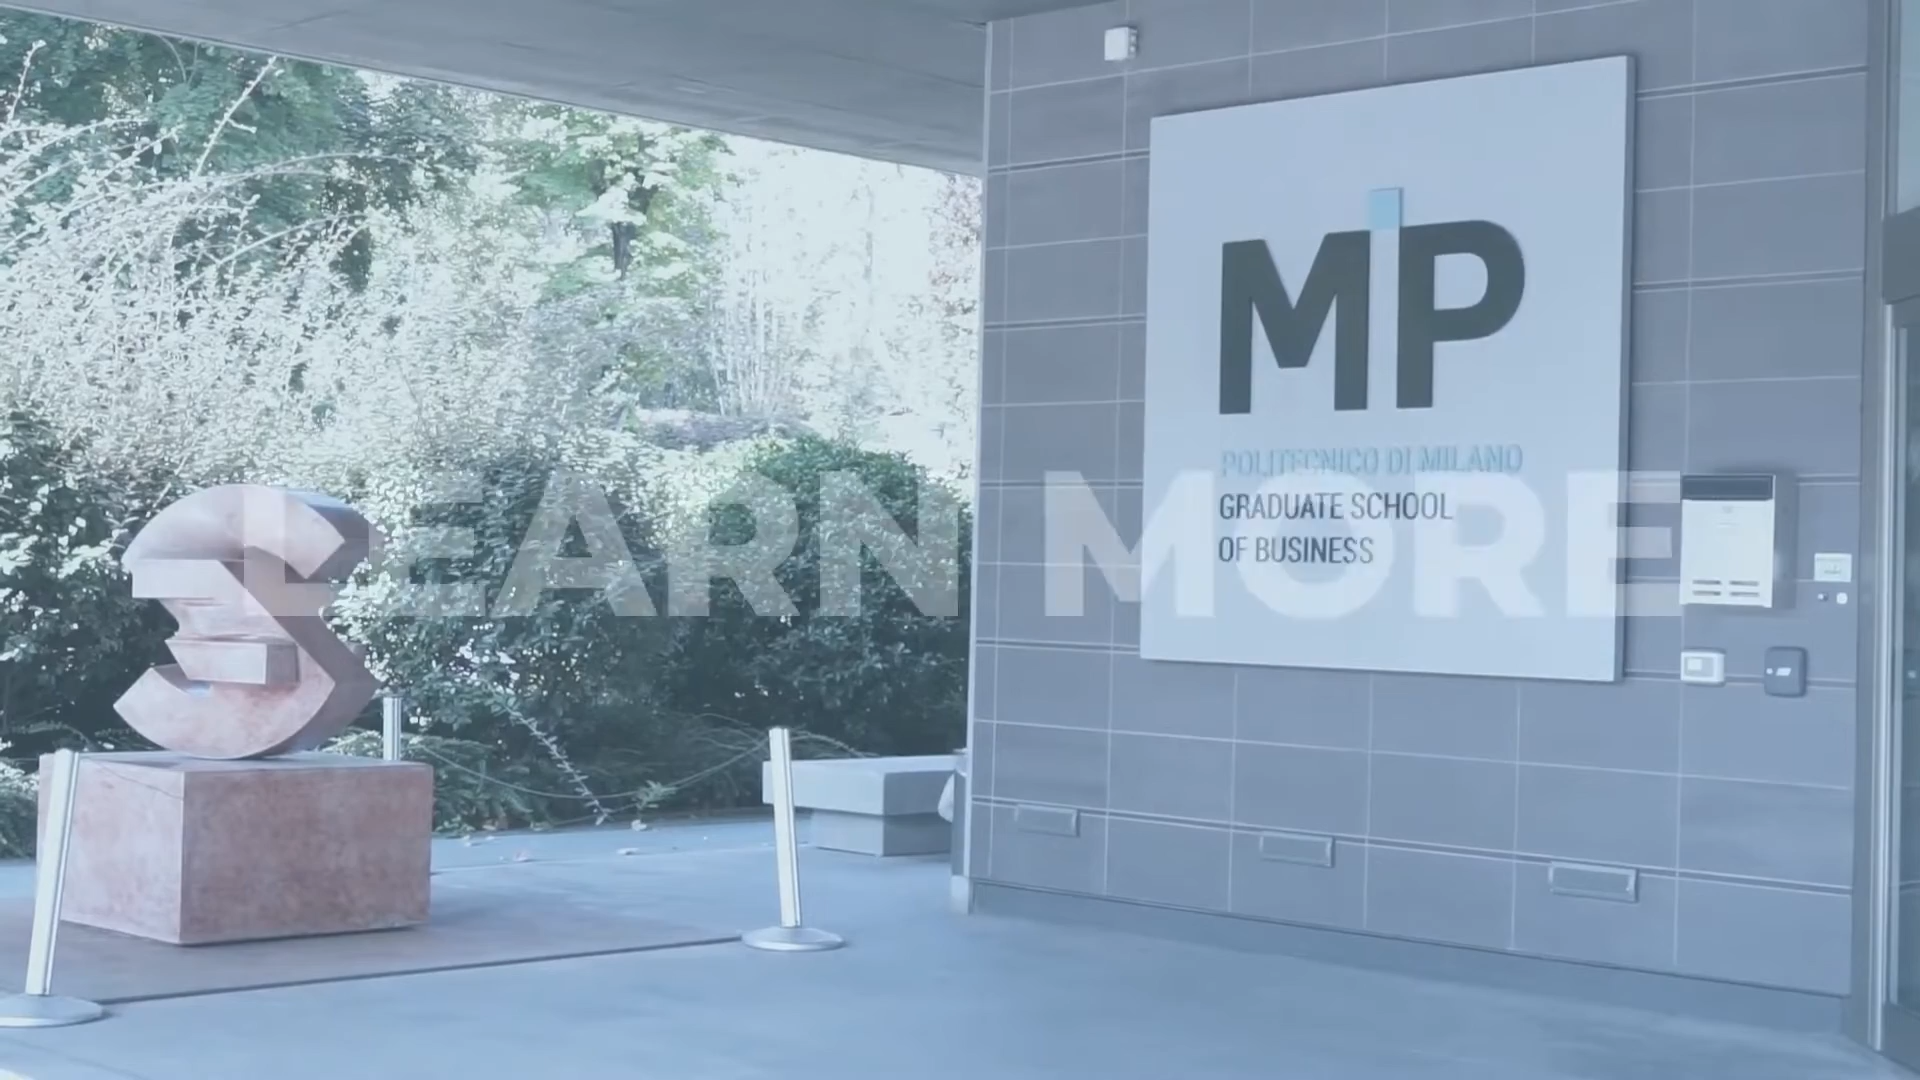 MIP
POLITECNICO DI MILANO
GRADUATE SCHOOL
OF BUSINESS
LEARN MORE